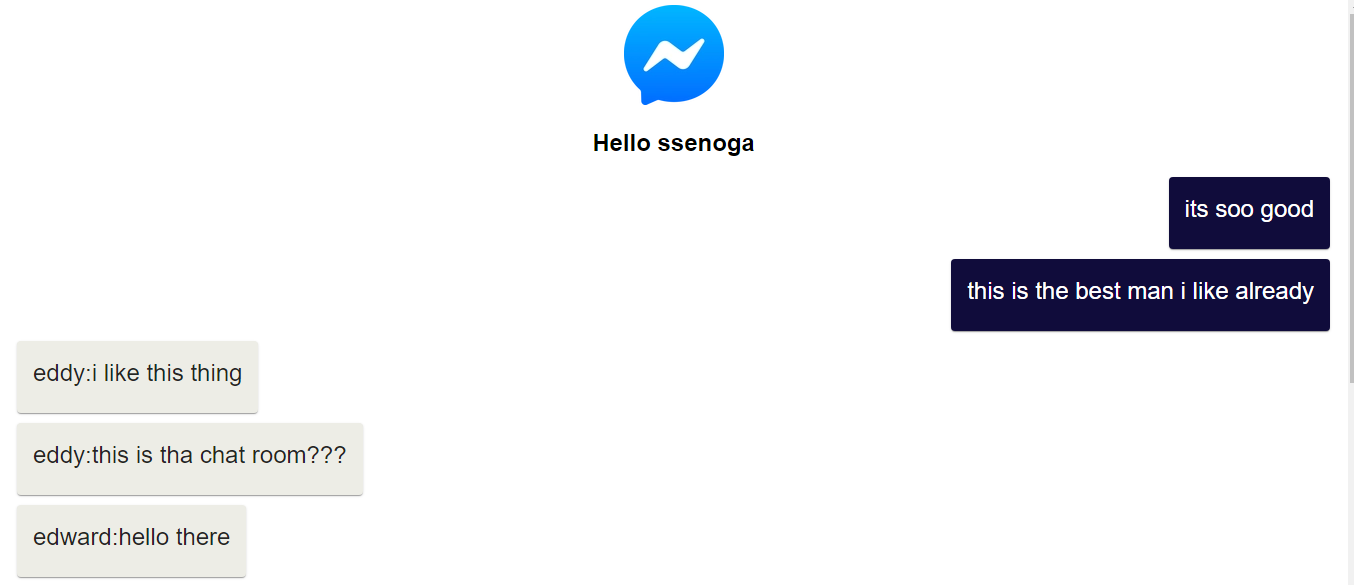 Hello ssenoga
its soo good
this is the best man i like already
eddy:i like this thing
eddy:this is tha chat room???
edward:hello there